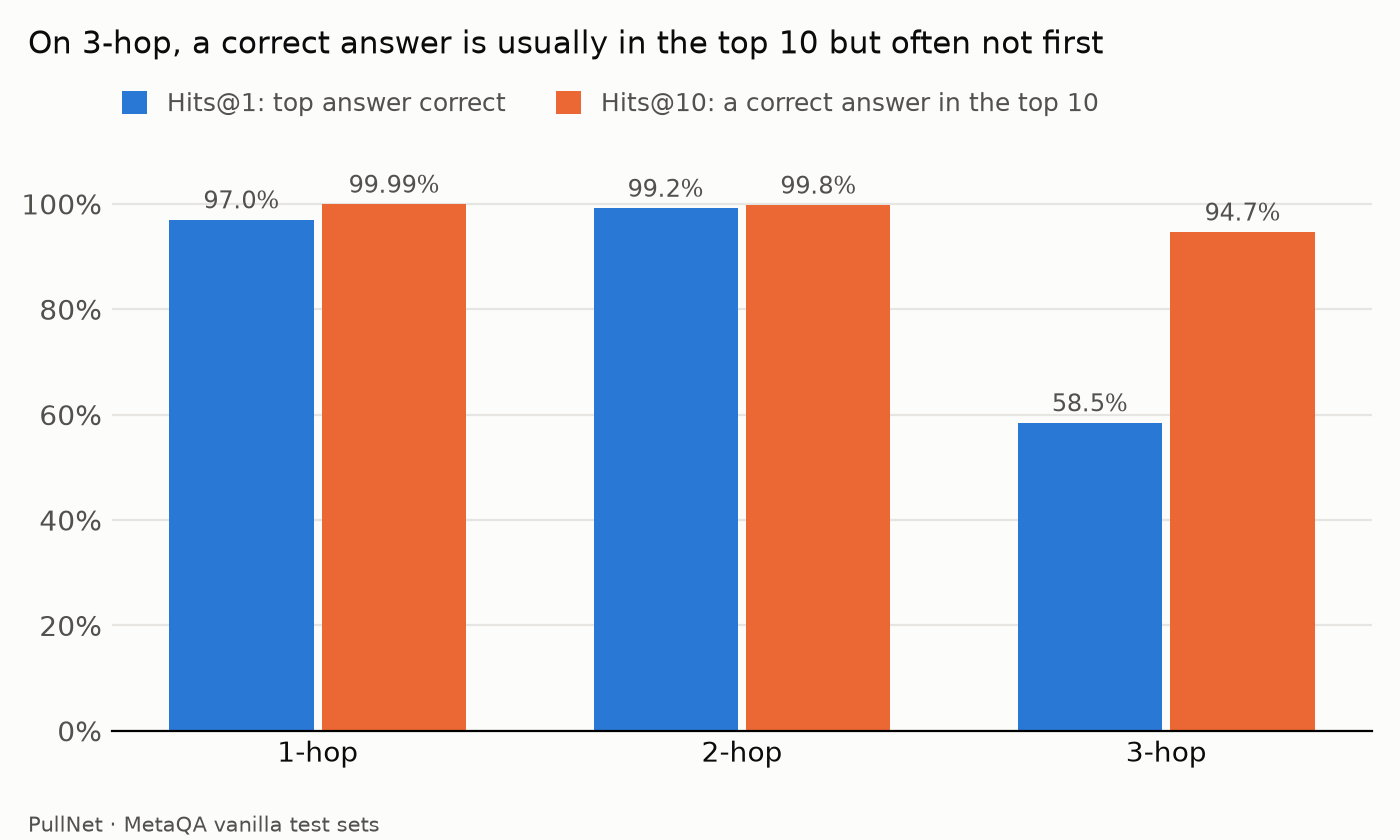 On 3-hop, a correct answer is usually in the top 10 but often not first
Hits@1: top answer correct
Hits@10: a correct answer in the top 10
100%
80%
60%
40%
20%
0%
97.0%
99.99%
99.2%
99.8%
58.5%
94.7%
1-hop
2-hop
3-hop
PullNet · MetaQA vanilla test sets